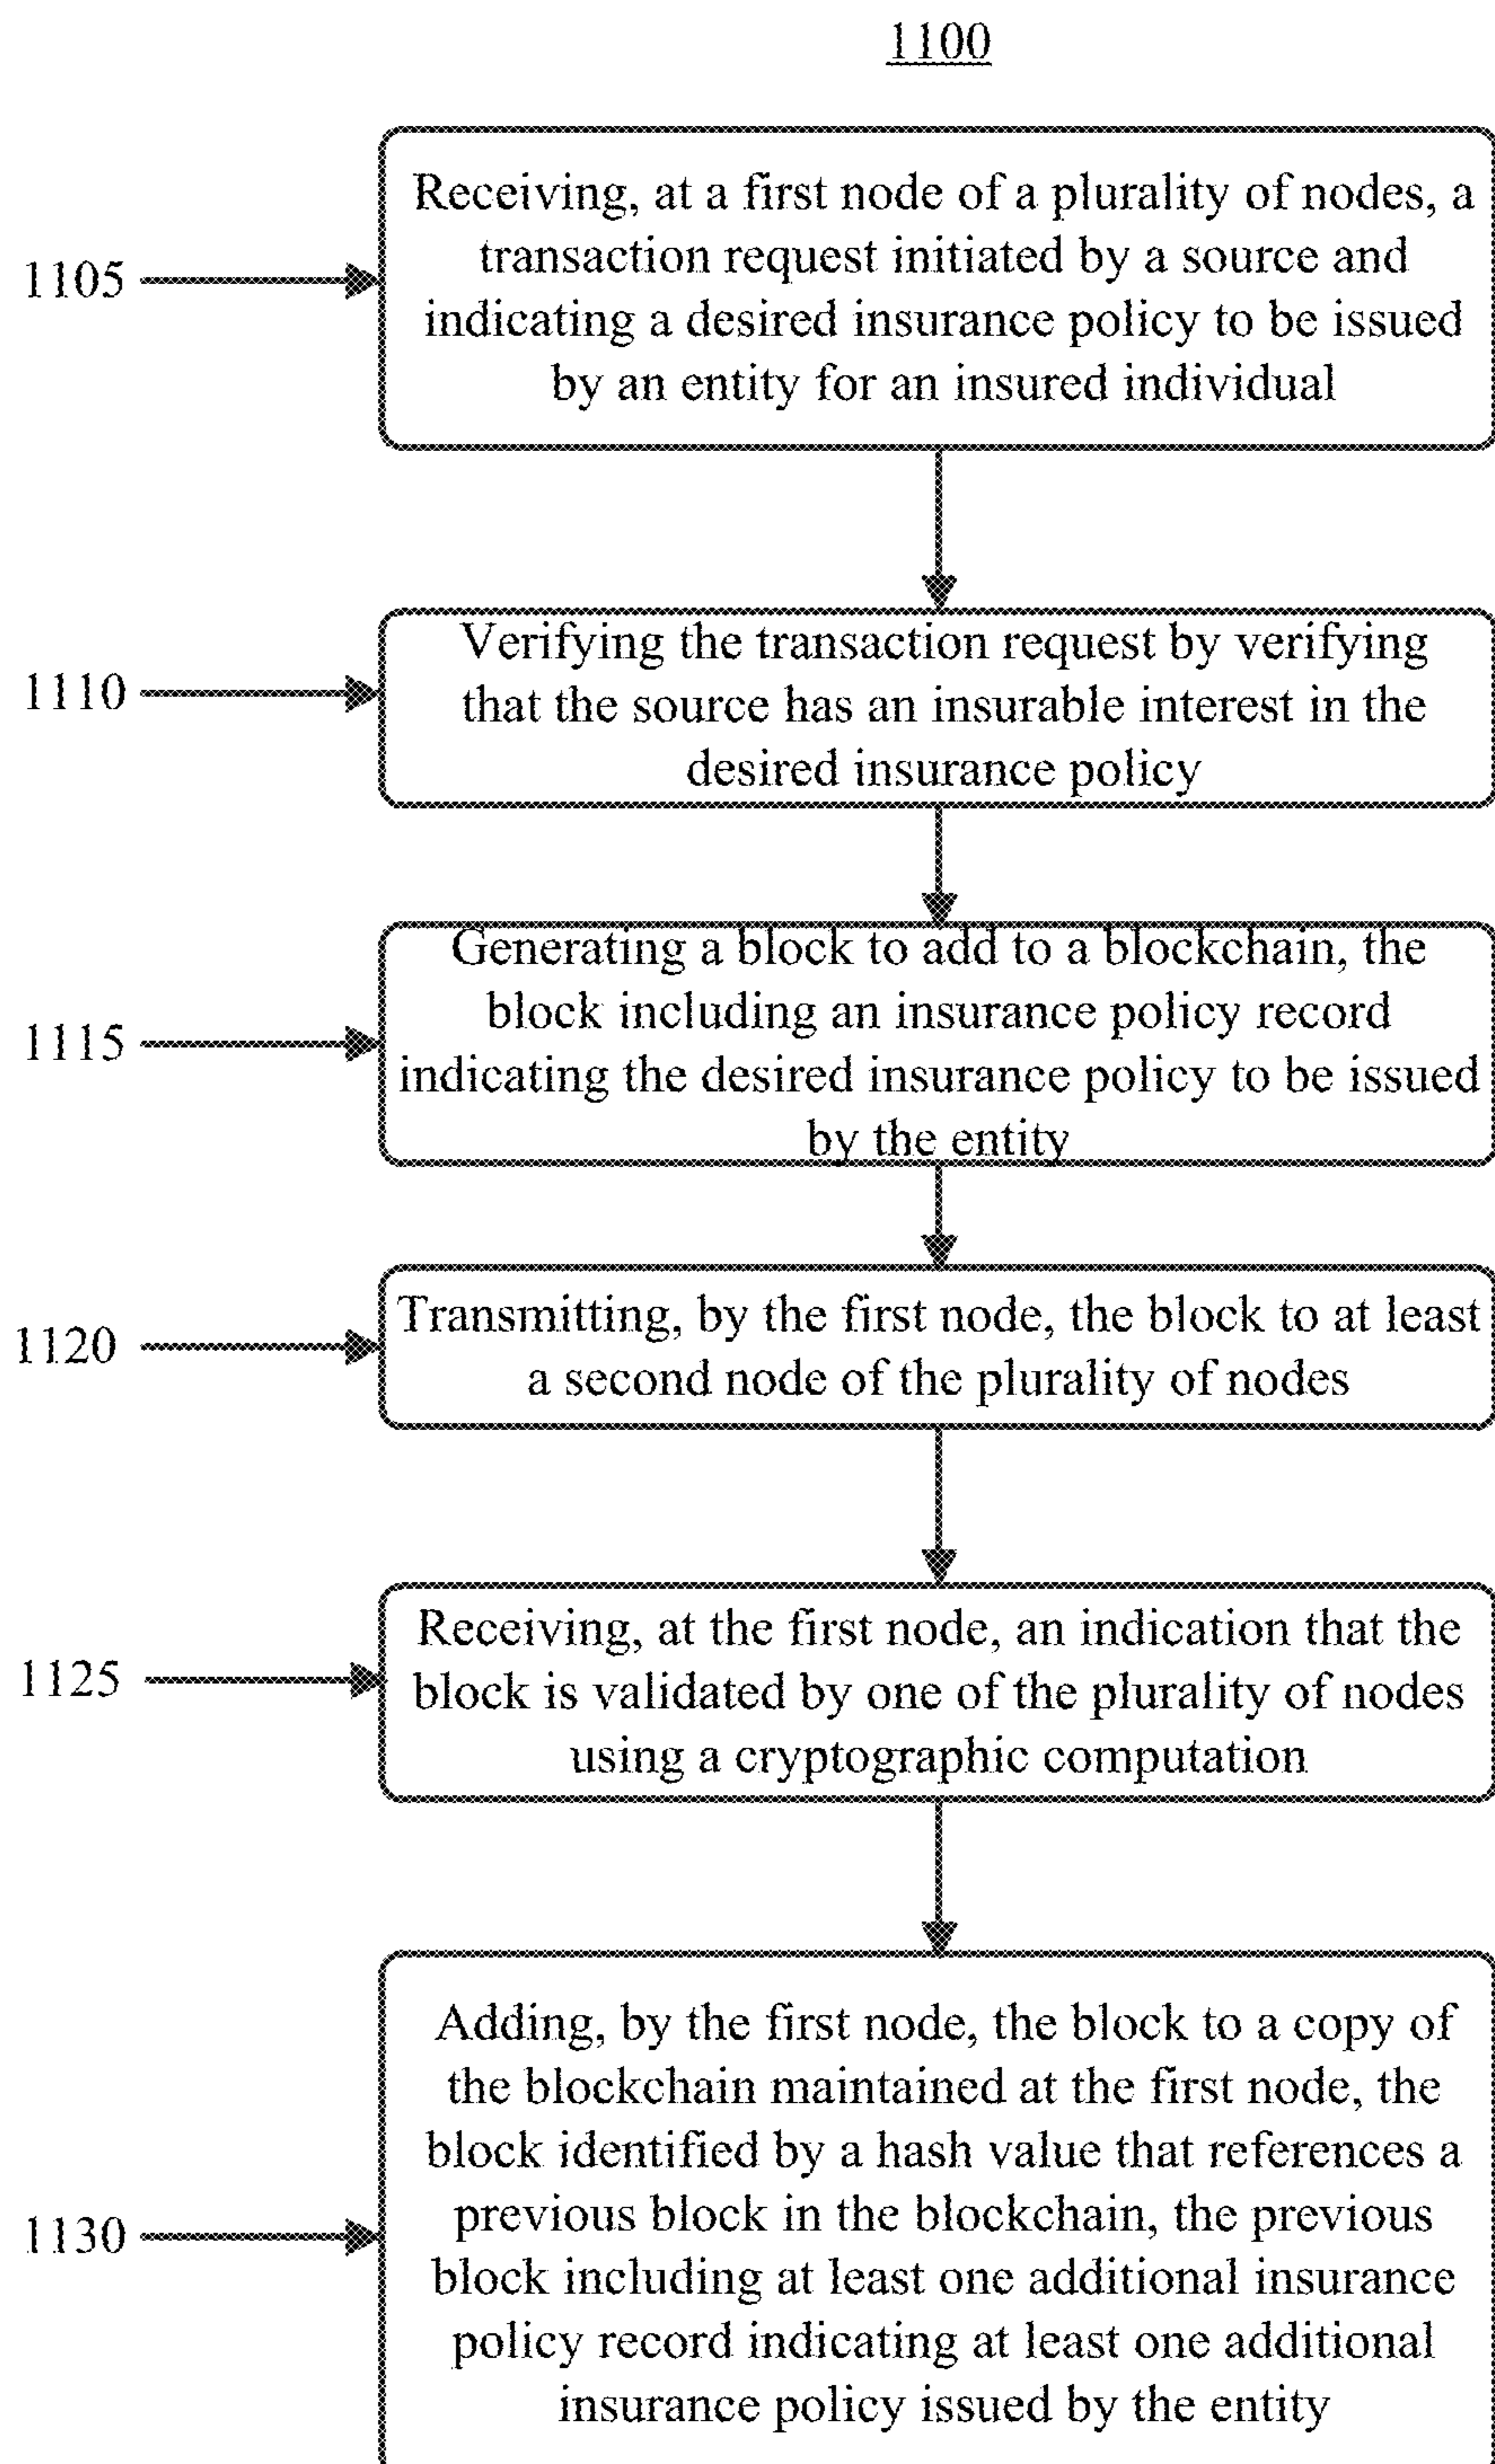 1100
Receiving, at a first node of a plurality of nodes, a
transaction request initiated by a source and
indicating a desired insurance policy to be issued
by an entity for an insured individual
1105
Verifying the transaction request by verifying
that the source has an insurable interest in the
desired insurance policy
1110
Generating a block to add to a blockchain, the
block including an insurance policy record
indicating the desired insurance policy to be issued
by the entity
1115
Transmitting, by the first node, the block to at least
a second node of the plurality of nodes
1120
Receiving, at the first node, an indication that the
block is validated by one of the plurality of nodes
using a cryptographic computation
1125
Adding, by the first node, the block to a copy of
the blockchain maintained at the first node, the
block identified by a hash value that references a
previous block in the blockchain, the previous
block including at least one additional insurance
policy record indicating at least one additional
insurance policy issued by the entity
1130